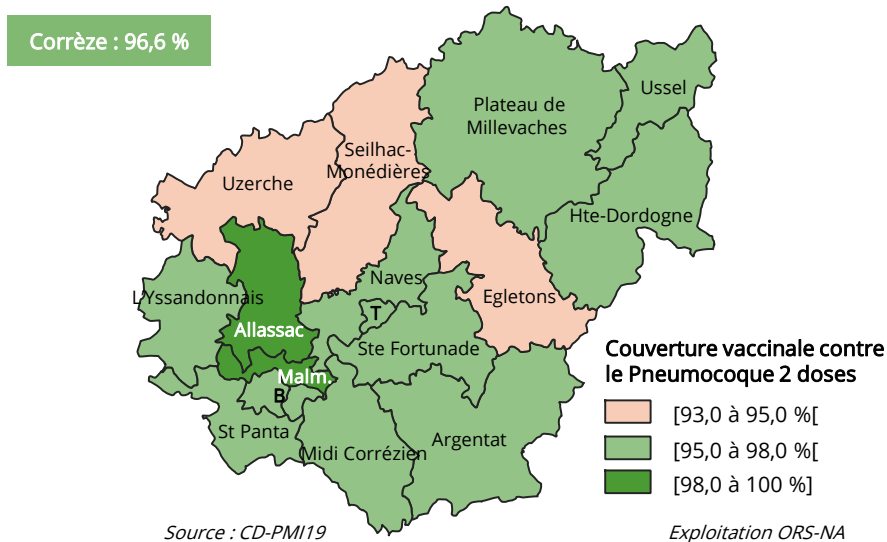 Corrèze : 96,6 %
Plateau de
Millevaches
Ussel
Seilhac-
Monédières
Uzerche
Hte-Dordogne
Naves
Egletons
L'Yssandonnais
T
Allassac
Ste Fortunade
Malm.
B
St Panta
Midi Corrézien
Argentat
Couverture vaccinale contre
le Pneumocoque 2 doses
[93,0 à 95,0 %[
[95,0 à 98,0 %[
[98,0 à 100 %]
Source : CD-PMI19
Exploitation ORS-NA